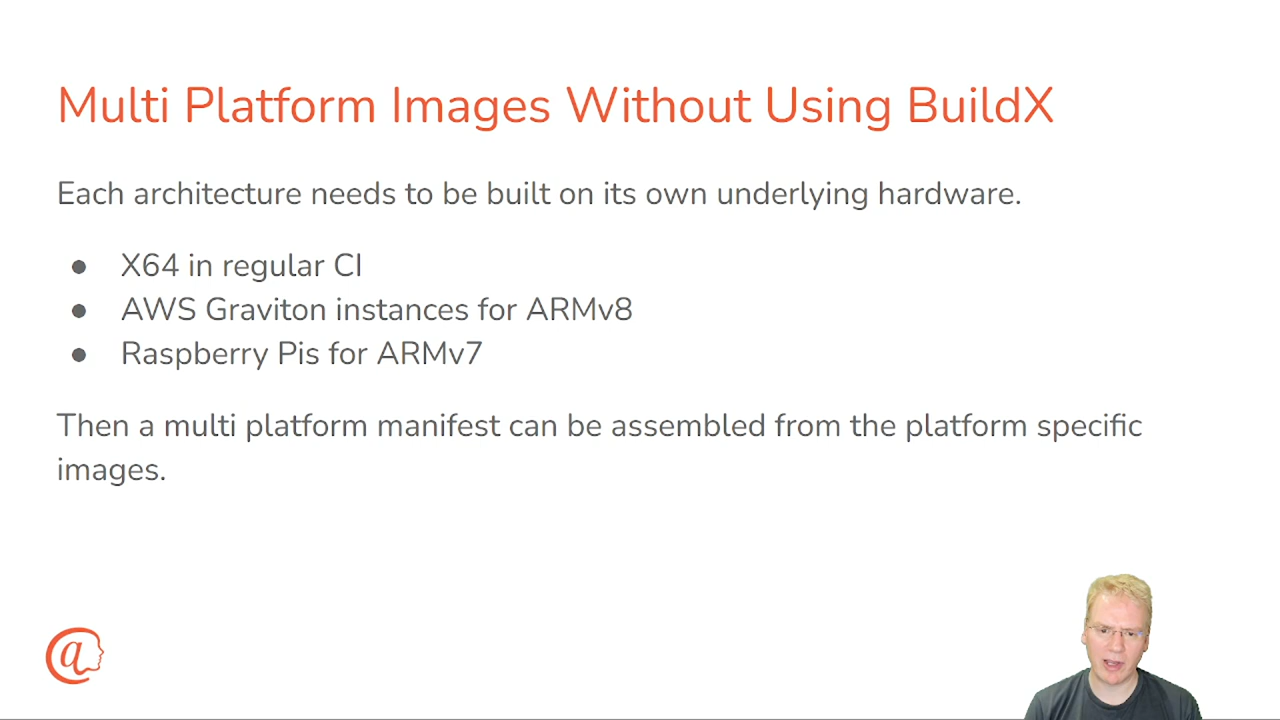 Multi Platform Images Without Using BuildX
Each architecture needs to be built on its own underlying hardware.
● X64 in regular CI
● AWS Graviton instances for ARMv8
● Raspberry Pis for ARMv7
Then a multi platform manifest can be assembled from the platform specific
images.